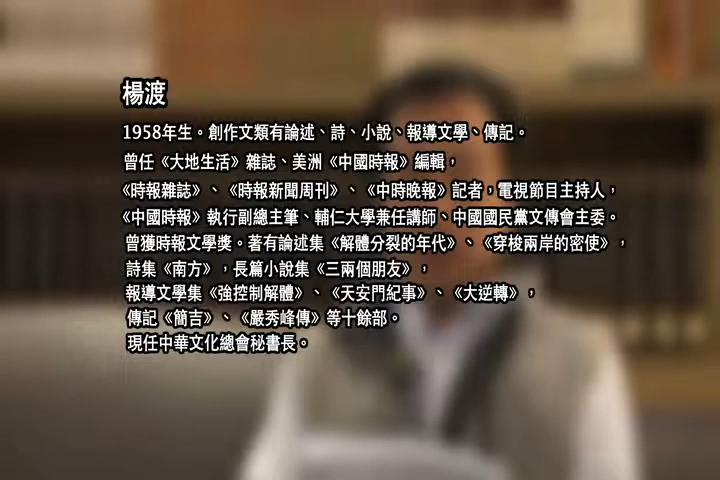 楊渡
1958年生。創作文類有論述、詩、小說、報導文學、傳記。
曾任《大地生活》雜誌、美洲《中國時報》編輯，
《時報雜誌》、《時報新聞周刊》、《中時晚報》記者，電視節目主持人，
《中國時報》執行副總主筆、輔仁大學兼任講師、中國國民黨文傳會主委。
曾獲時報文學獎。著有論述集《解體分裂的年代》、《穿梭兩岸的密使》，
詩集《南方》，長篇小說集《三兩個朋友》，
報導文學集《強控制解體》、《天安門紀事》、《大逆轉》，
傳記《簡吉》、《嚴秀峰傳》等十餘部。
現任中華文化總會秘書長。